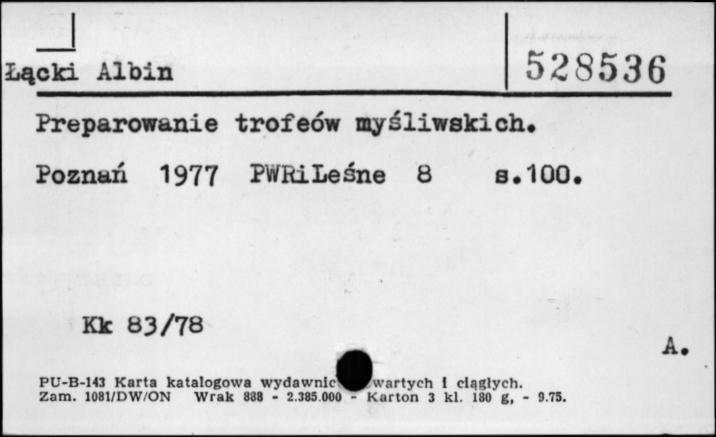 Łącki Albin
528536
Preparowanie trofeów myśliwskich.
Poznań 1977 PWRiLeśne 8 s.100.
Kk 83/78
A.
PU-B-143 Karta katalogowa wydawnic wartych i ciągłych.
Zam. 1081/DW/ON Wrak 888 - 2.385.000 - Karton 3 kl. 180 g, - 9.75.